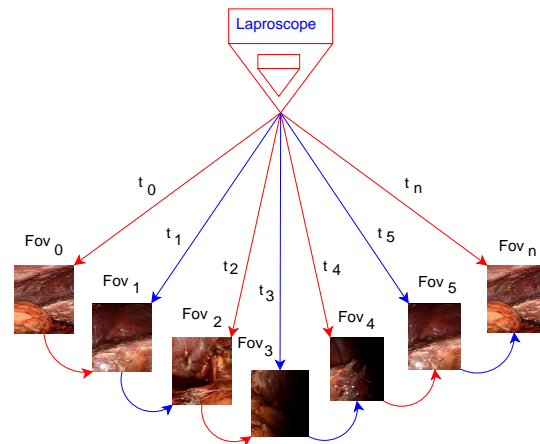 Laproscope
t 0
t n
t 1
t 5
t 2
t 3
t 4
Fov 0
Fov 1
Fov 2
Fov 3
Fov 4
Fov 5
Fov n